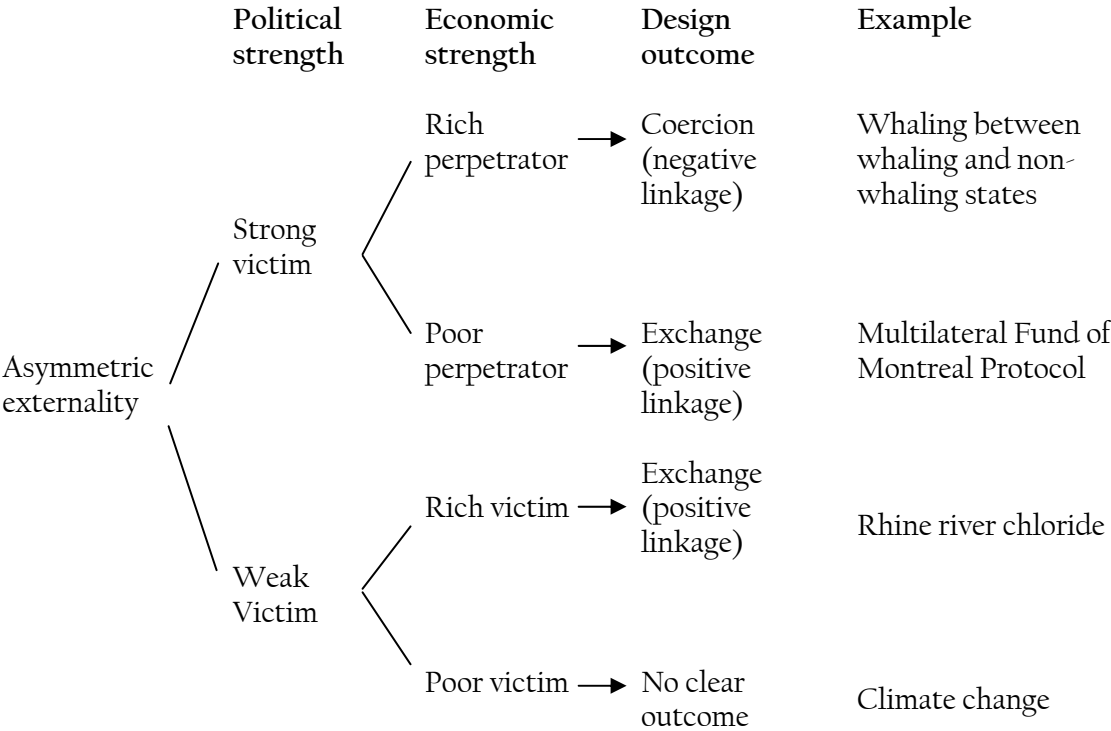 Political
strength
Economic
strength
Design
outcome
Example
Rich
perpetrator
Coercion
(negative
linkage)
Whaling between
whaling and non-
whaling states
Strong
victim
Poor
perpetrator
Exchange
(positive
linkage)
Multilateral Fund of
Montreal Protocol
Asymmetric
externality
Rich victim
Exchange
(positive
linkage)
Rhine river chloride
Weak
Victim
Poor victim
No clear
outcome
Climate change